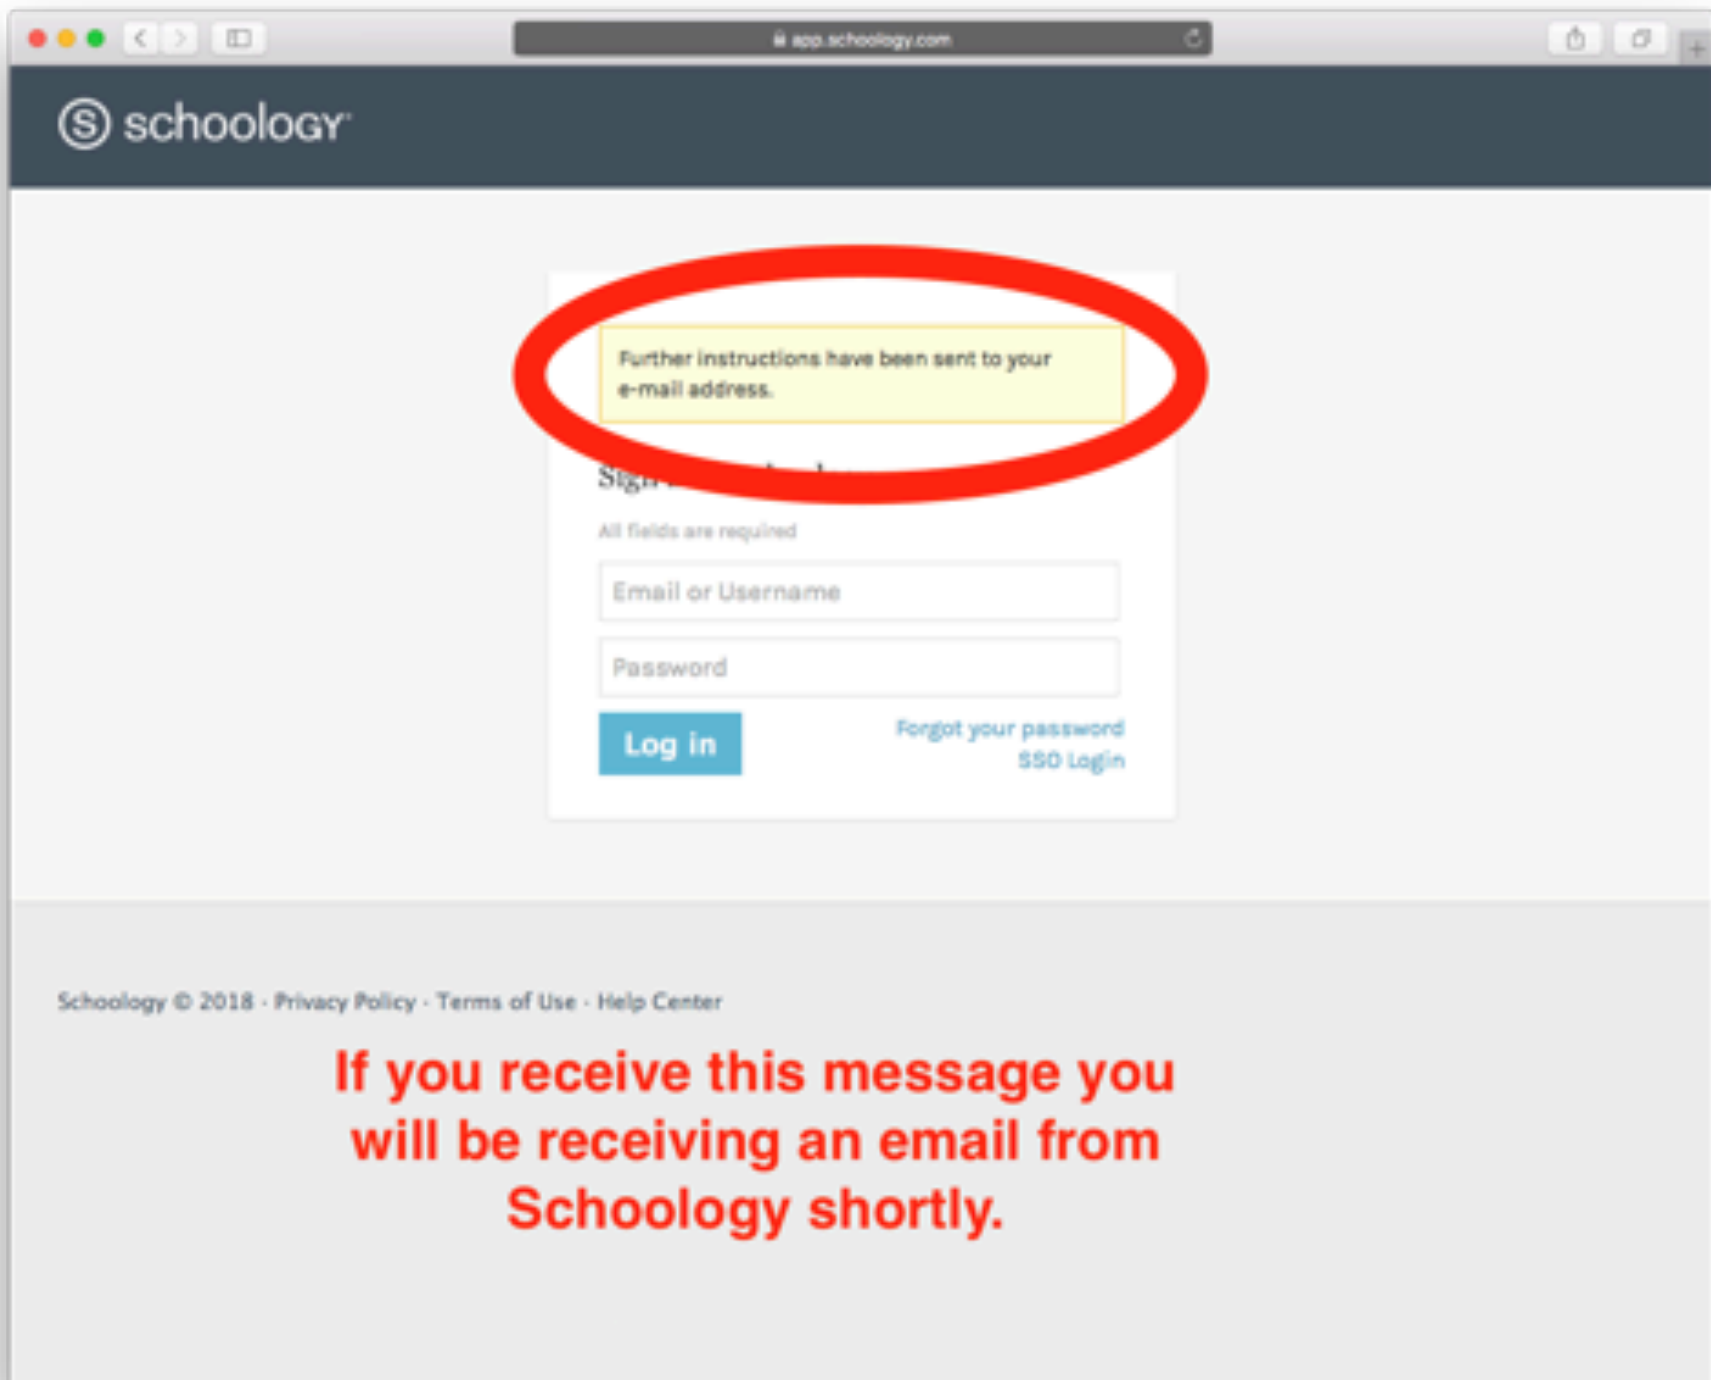 app.schoology.com
S schoology
Further instructions have been sent to your
e-mail address.
Sign
All fields are required
Email or Username
Password
Log in
Forgot your password
SSO Login
Schoology © 2018 · Privacy Policy · Terms of Use · Help Center
If you receive this message you
will be receiving an email from
Schoology shortly.